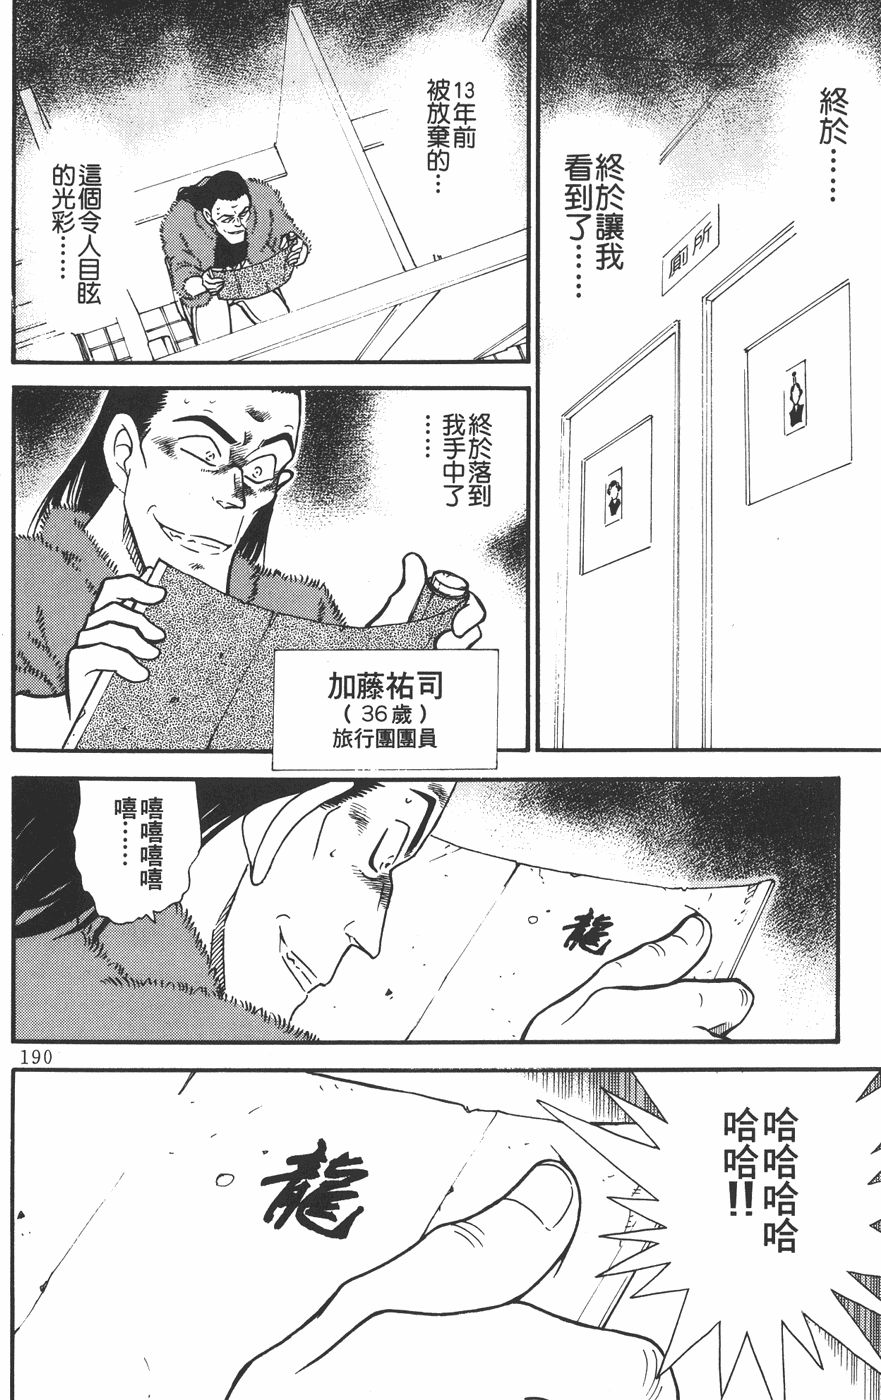 終於……
終於讓我
看到了……
廁所
13年前
被放棄的…
這個令人目眩
的光彩……
終於落到
我手中了
……
加藤祐司
（36歲）
旅行團團員
嘻嘻嘻嘻
嘻……
龍
190
哈哈哈哈
哈哈!!
龍